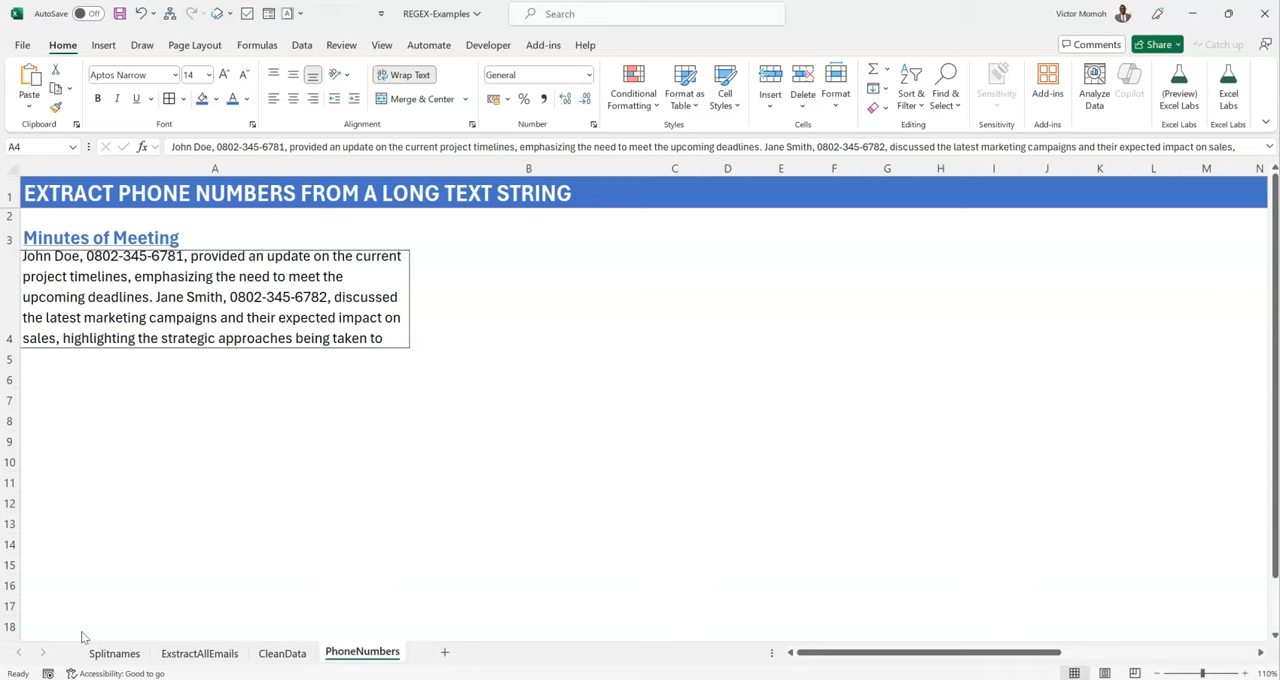 AutoSave Off REGEX-Examples Search Victor Momoh
File Home Insert Draw Page Layout Formulas Data Review View Automate Developer Add-ins Help Comments Share Catch up
Paste Aptos Narrow 14 Wrap Text General Conditional Formatting Format as Table Cell Styles Insert Delete Format Sort & Filter Find & Select Sensitivity Add-ins Analyze Data Copilot (Preview) Excel Labs Excel Labs
B I U A Merge & Center
Clipboard Font Alignment Number Styles Cells Editing Sensitivity Add-ins Excel Labs Excel Labs
A4 fx John Doe, 0802-345-6781, provided an update on the current project timelines, emphasizing the need to meet the upcoming deadlines. Jane Smith, 0802-345-6782, discussed the latest marketing campaigns and their expected impact on sales,
A B C D E F G H I J K L M N
1 EXTRACT PHONE NUMBERS FROM A LONG TEXT STRING
2
3 Minutes of Meeting
John Doe, 0802-345-6781, provided an update on the current
project timelines, emphasizing the need to meet the
upcoming deadlines. Jane Smith, 0802-345-6782, discussed
the latest marketing campaigns and their expected impact on
4 sales, highlighting the strategic approaches being taken to
5
6
7
8
9
10
11
12
13
14
15
16
17
18
Splitnames ExstractAllEmails CleanData PhoneNumbers
Ready Accessibility: Good to go 110%